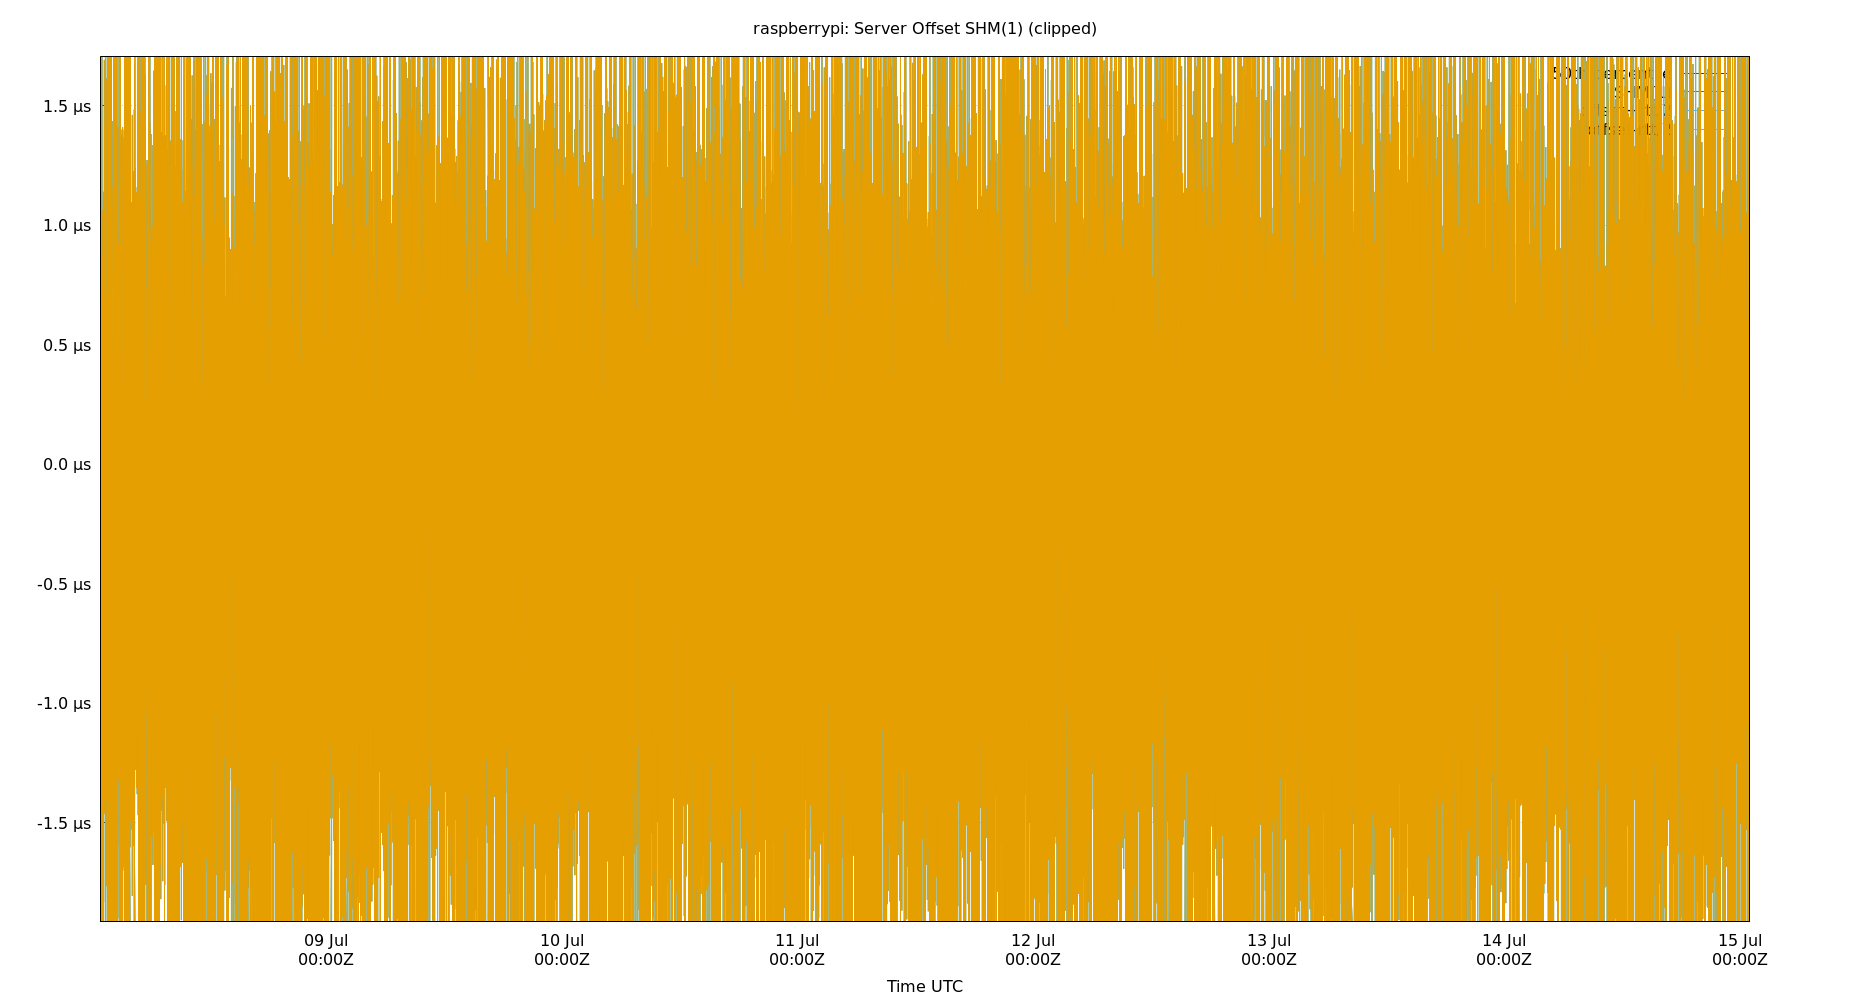 raspberrypi: Server Offset SHM(1) (clipped)
1.5 µs
1.0 µs
0.5 µs
0.0 µs
-0.5 µs
-1.0 µs
-1.5 µs
09 Jul 10 Jul 11 Jul 12 Jul 13 Jul 14 Jul 15 Jul
00:00Z 00:00Z 00:00Z 00:00Z 00:00Z 00:00Z 00:00Z
Time UTC